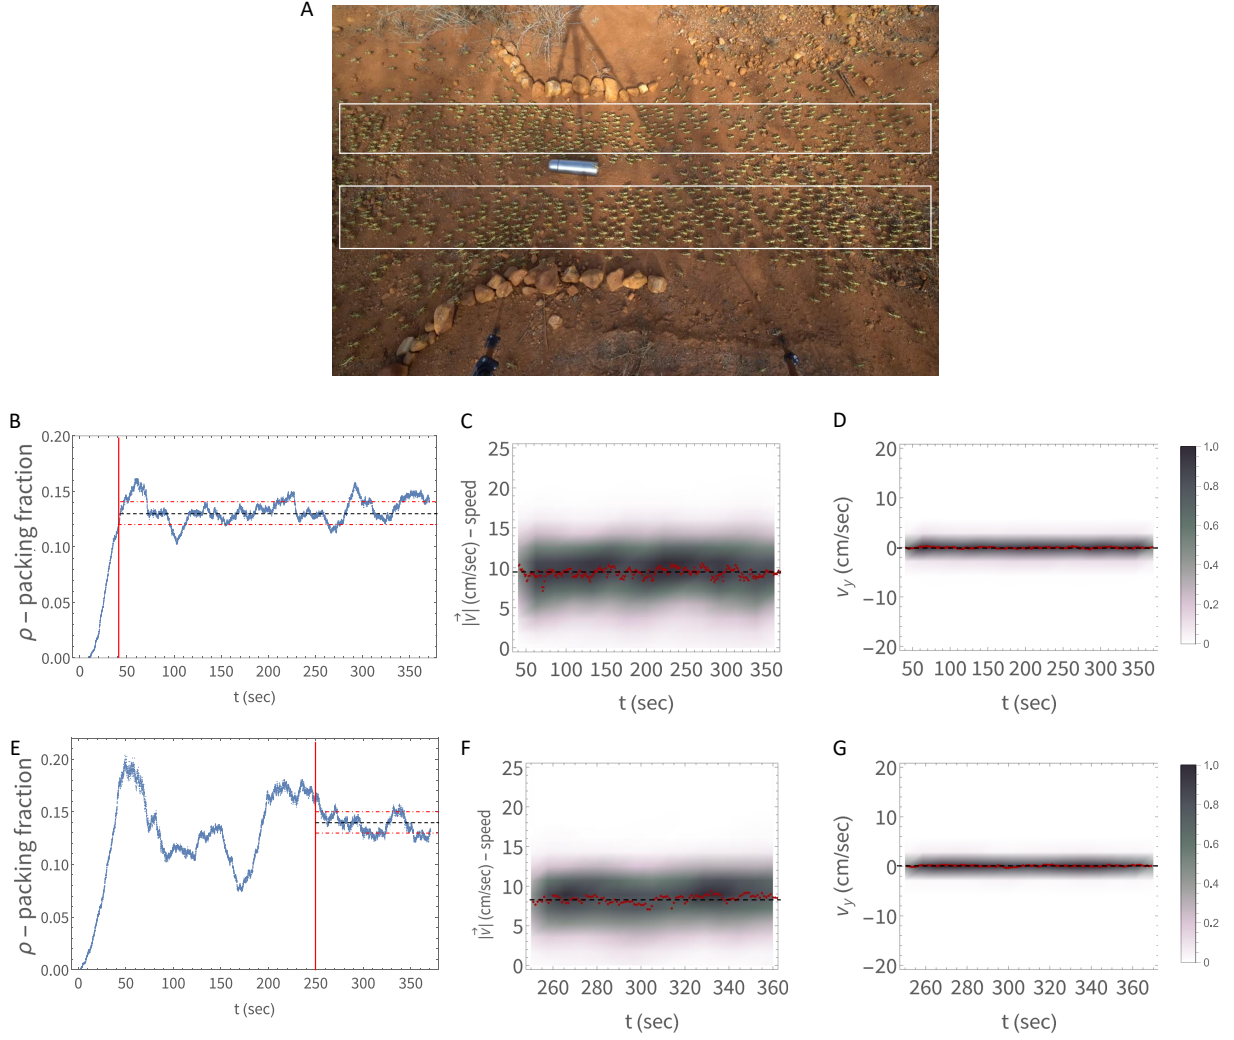 A
B
C
D
0.20
0.15
0.10
0.05
0.00
ρ − packing fraction
0 50 100 150 200 250 300 350
t (sec)
25
20
15
10
5
0
|v⃗| (cm/sec) − speed
50 100 150 200 250 300 350
t (sec)
20
10
0
−10
−20
v_y (cm/sec)
50 100 150 200 250 300 350
t (sec)
1.0
0.8
0.6
0.4
0.2
0
E
F
G
0.20
0.15
0.10
0.05
0.00
ρ − packing fraction
0 50 100 150 200 250 300 350
t (sec)
25
20
15
10
5
0
|v⃗| (cm/sec) − speed
260 280 300 320 340 360
t (sec)
20
10
0
−10
−20
v_y (cm/sec)
260 280 300 320 340 360
t (sec)
1.0
0.8
0.6
0.4
0.2
0